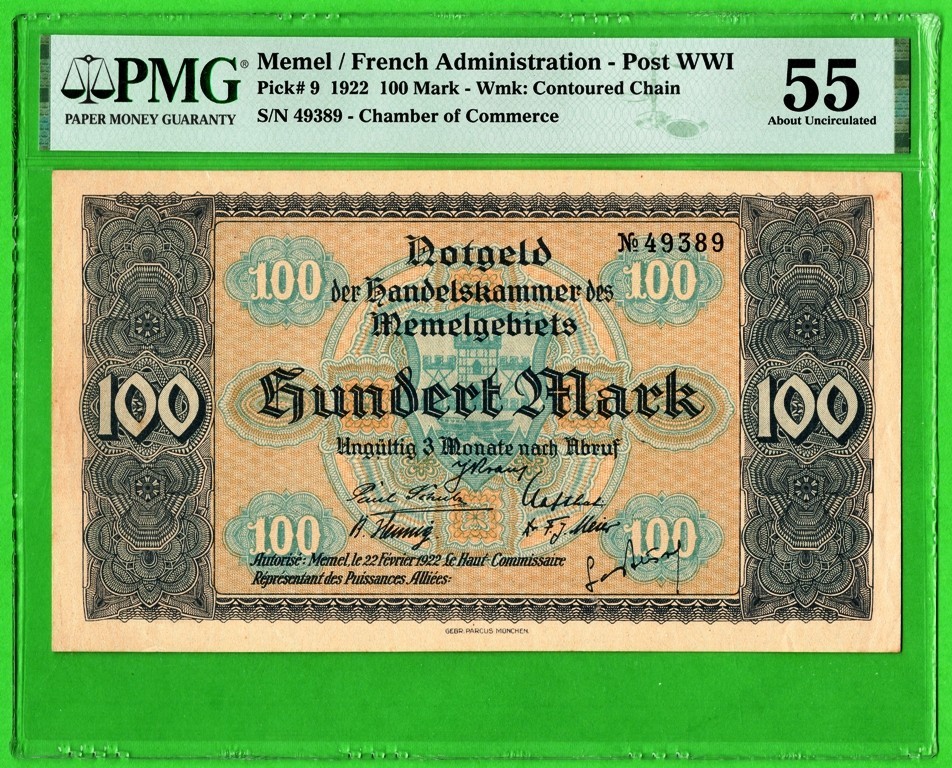 PMG®
PAPER MONEY GUARANTY
Memel / French Administration - Post WWI
Pick# 9 1922 100 Mark - Wmk: Contoured Chain
S/N 49389 - Chamber of Commerce
55
About Uncirculated
Notgeld
№ 49389
100
der Handelskammer des
100
Memelgebiets
100
Hundert Mark
100
Ungültig 3 Monate nach Abruf
100
100
Autorisé: Memel, le 22 Février 1922 Le Haut-Commissaire
Représentant des Puissances Alliées:
GEBR. PARCUS MÜNCHEN.